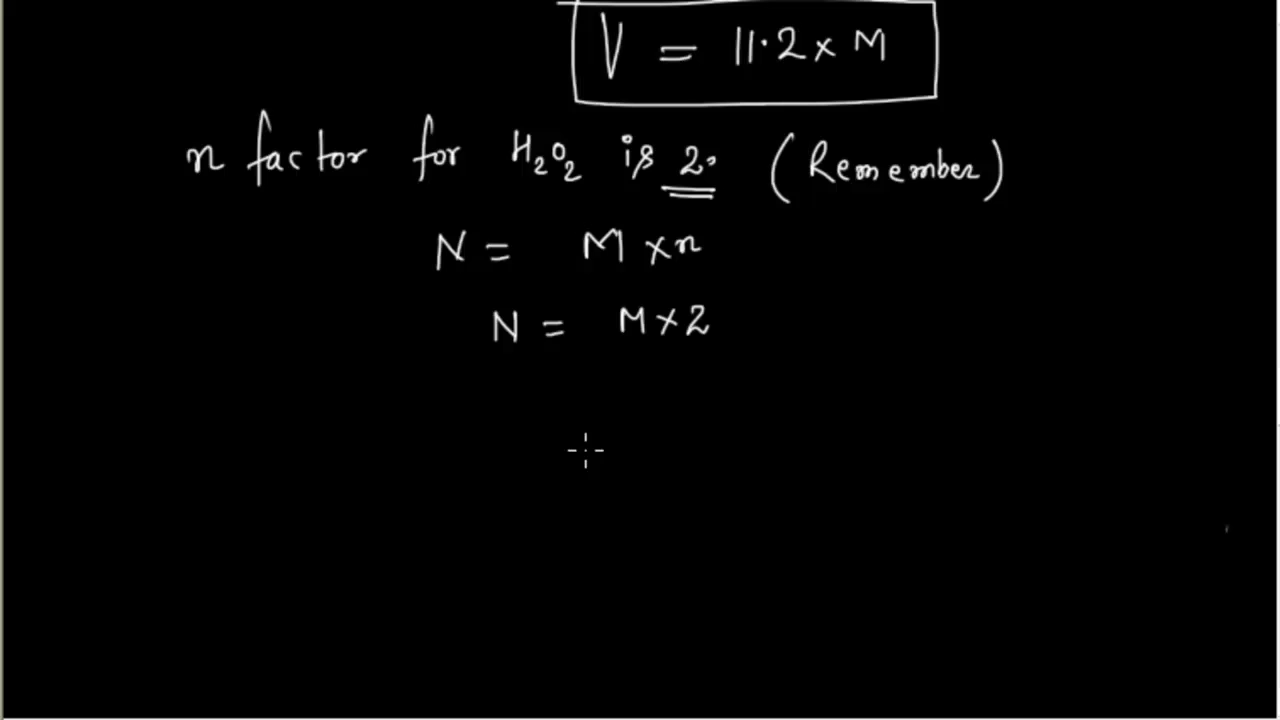 V = 11.2 x M
n factor for H₂O₂ is 2. (Remember)
N = M x n
N = M x 2